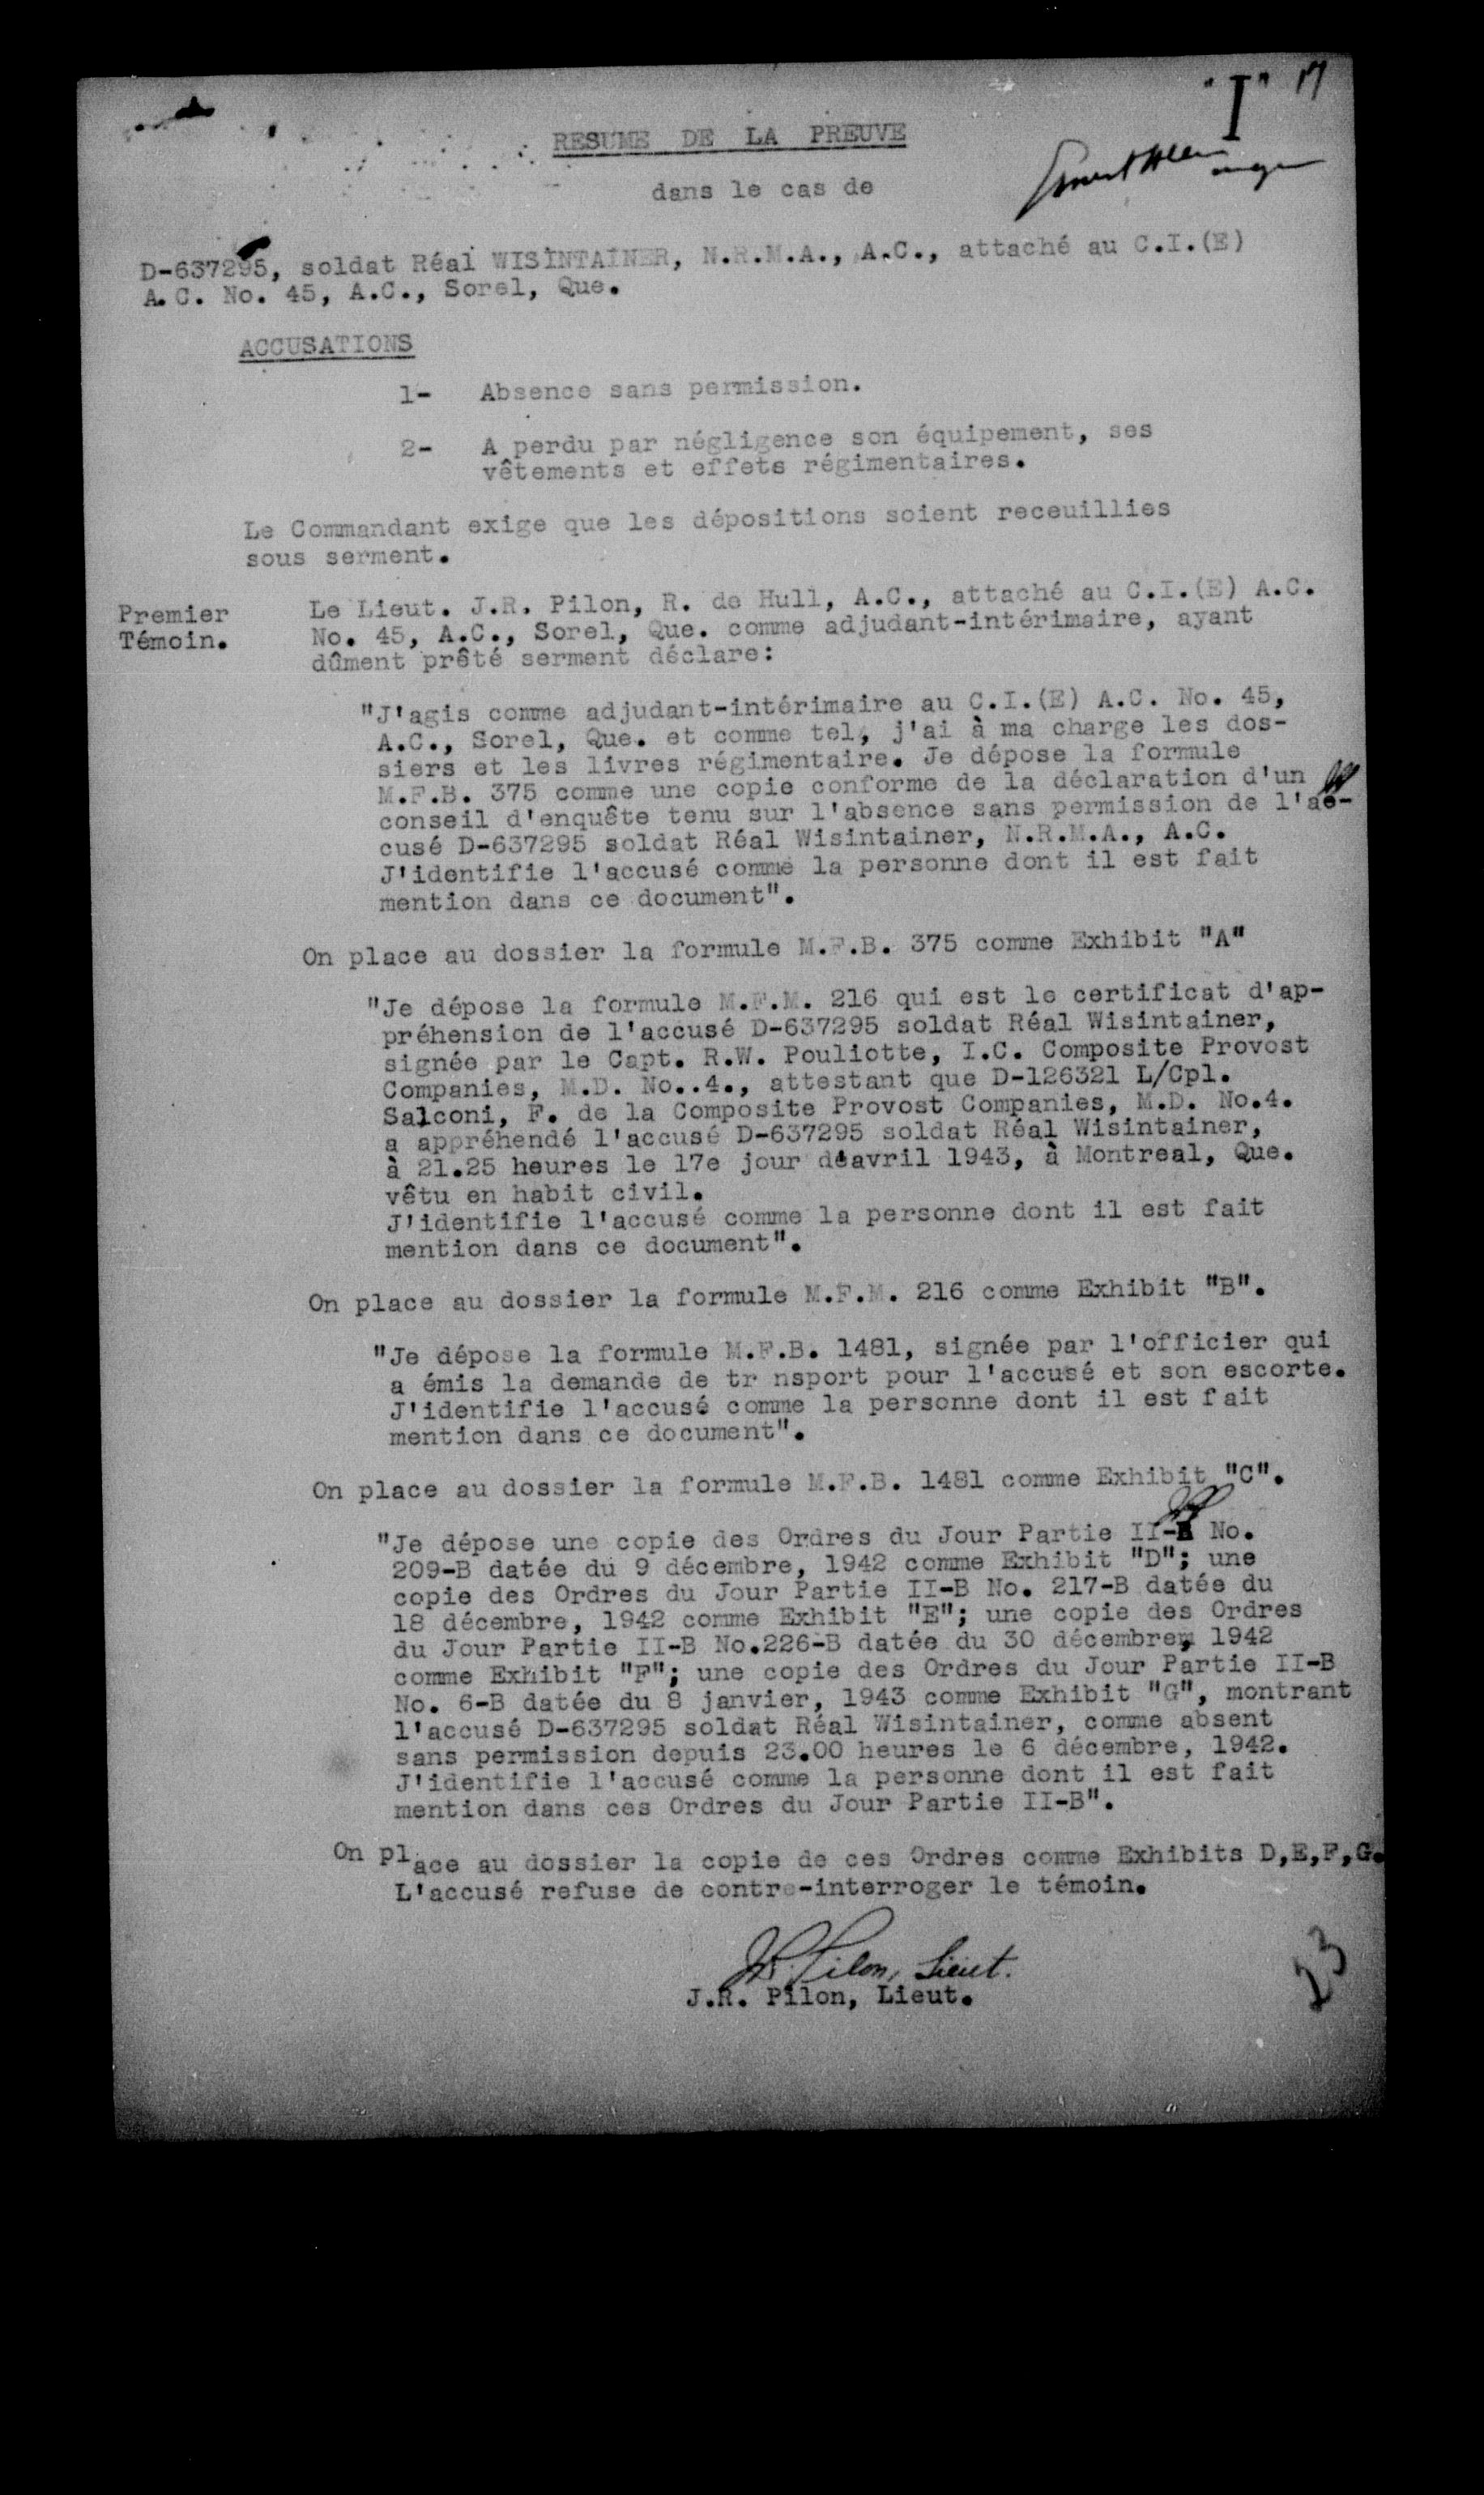 "I" 17
RESUME DE LA PREUVE
dans le cas de
D-637295, soldat Réal WISINTAINER, N.R.M.A., A.C., attaché au C.I.(E)
A.C. No. 45, A.C., Sorel, Que.
ACCUSATIONS
1- Absence sans permission.
2- A perdu par négligence son équipement, ses
vêtements et effets régimentaires.
Le Commandant exige que les dépositions soient receuillies
sous serment.
Premier
Témoin.
Le Lieut. J.R. Pilon, R. de Hull, A.C., attaché au C.I.(E) A.C.
No. 45, A.C., Sorel, Que. comme adjudant-intérimaire, ayant
dûment prêté serment déclare:
"J'agis comme adjudant-intérimaire au C.I.(E) A.C. No. 45,
A.C., Sorel, Que. et comme tel, j'ai à ma charge les dos-
siers et les livres régimentaire. Je dépose la formule
M.F.B. 375 comme une copie conforme de la déclaration d'un
conseil d'enquête tenu sur l'absence sans permission de l'ac-
cusé D-637295 soldat Réal Wisintainer, N.R.M.A., A.C.
J'identifie l'accusé comme la personne dont il est fait
mention dans ce document".
On place au dossier la formule M.F.B. 375 comme Exhibit "A"
"Je dépose la formule M.F.M. 216 qui est le certificat d'ap-
préhension de l'accusé D-637295 soldat Réal Wisintainer,
signée par le Capt. R.W. Pouliotte, I.C. Composite Provost
Companies, M.D. No..4., attestant que D-126321 L/Cpl.
Salconi, F. de la Composite Provost Companies, M.D. No.4.
a appréhendé l'accusé D-637295 soldat Réal Wisintainer,
à 21.25 heures le 17e jour d'avril 1943, à Montreal, Que.
vêtu en habit civil.
J'identifie l'accusé comme la personne dont il est fait
mention dans ce document".
On place au dossier la formule M.F.M. 216 comme Exhibit "B".
"Je dépose la formule M.F.B. 1481, signée par l'officier qui
a émis la demande de tr nsport pour l'accusé et son escorte.
J'identifie l'accusé comme la personne dont il est fait
mention dans ce document".
On place au dossier la formule M.F.B. 1481 comme Exhibit "C".
"Je dépose une copie des Ordres du Jour Partie II-B No.
209-B datée du 9 décembre, 1942 comme Exhibit "D"; une
copie des Ordres du Jour Partie II-B No. 217-B datée du
18 décembre, 1942 comme Exhibit "E"; une copie des Ordres
du Jour Partie II-B No.226-B datée du 30 décembre, 1942
comme Exhibit "F"; une copie des Ordres du Jour Partie II-B
No. 6-B datée du 8 janvier, 1943 comme Exhibit "G", montrant
l'accusé D-637295 soldat Réal Wisintainer, comme absent
sans permission depuis 23.00 heures le 6 décembre, 1942.
J'identifie l'accusé comme la personne dont il est fait
mention dans ces Ordres du Jour Partie II-B".
On place au dossier la copie de ces Ordres comme Exhibits D,E,F,G.
L'accusé refuse de contre-interroger le témoin.
J.R. Pilon, Lieut.
J.R. Pilon, Lieut.
23